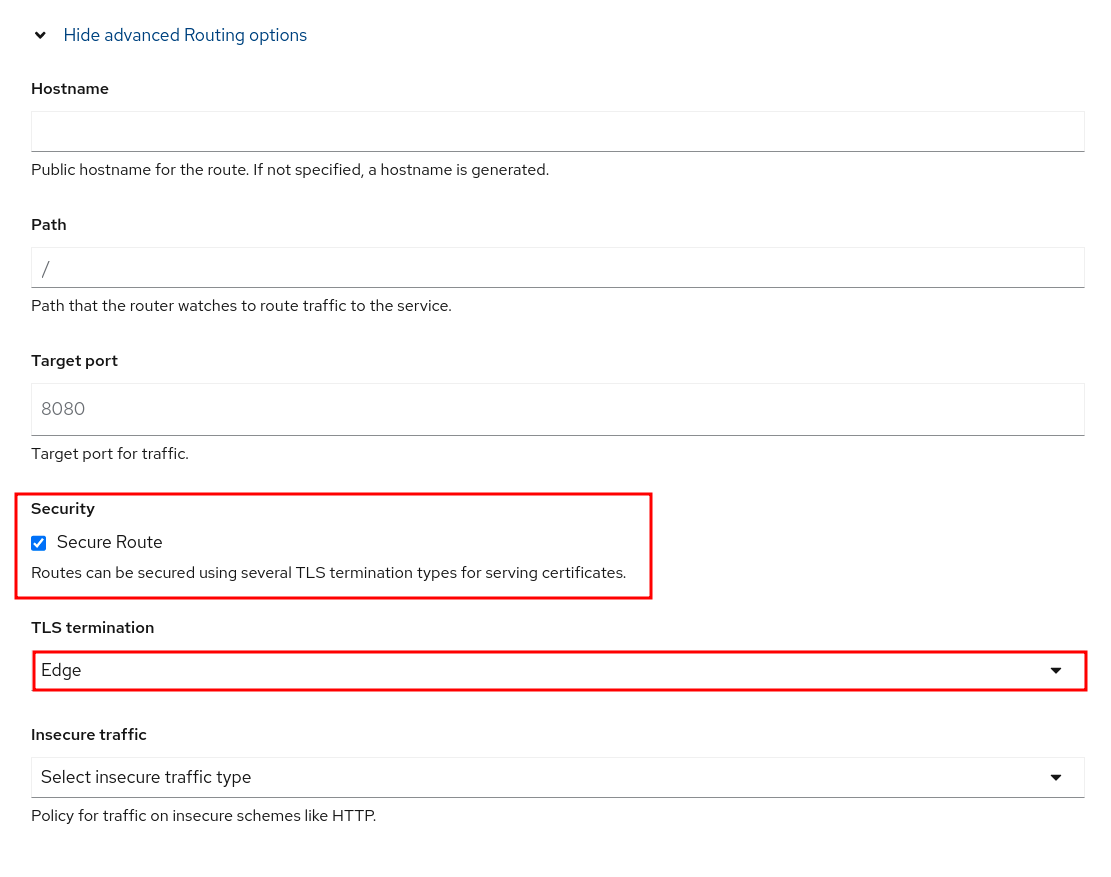 Hide advanced Routing options
Hostname
Public hostname for the route. If not specified, a hostname is generated.
Path
/
Path that the router watches to route traffic to the service.
Target port
8080
Target port for traffic.
Security
Secure Route
Routes can be secured using several TLS termination types for serving certificates.
TLS termination
Edge
Insecure traffic
Select insecure traffic type
Policy for traffic on insecure schemes like HTTP.